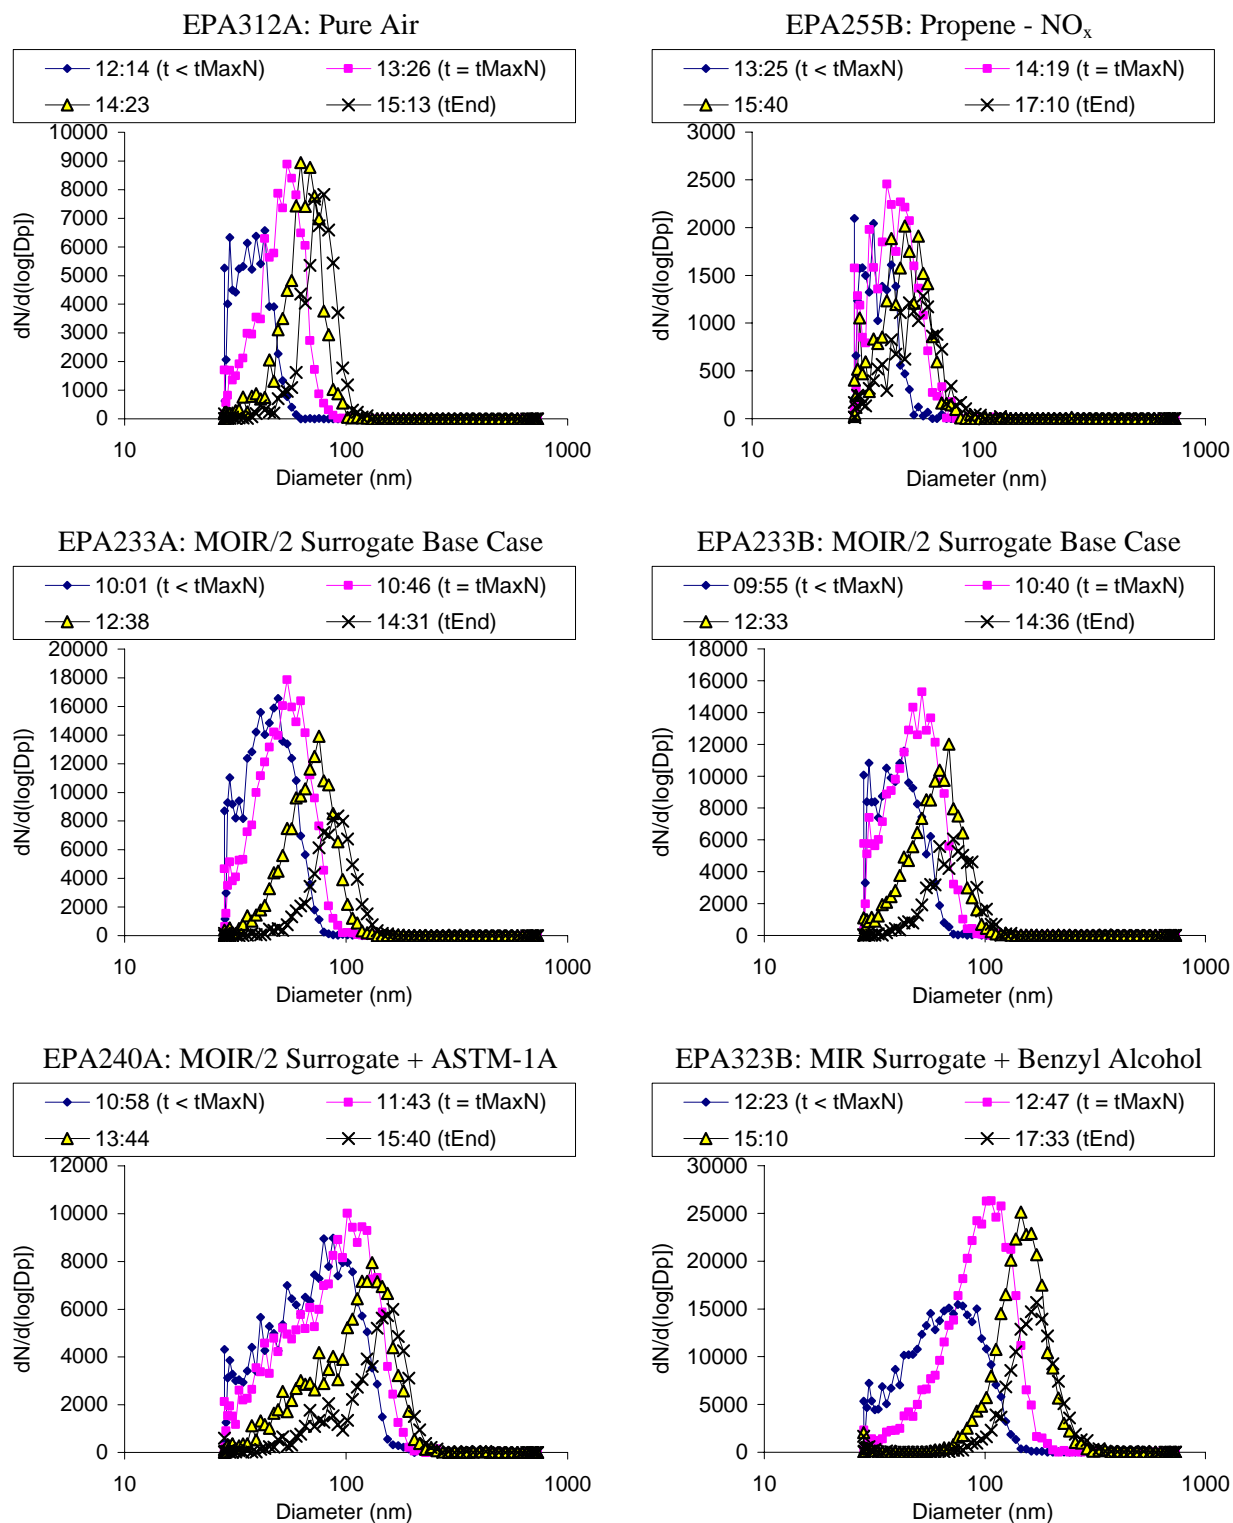 EPA312A: Pure Air
12:14 (t < tMaxN) 13:26 (t = tMaxN)
14:23 15:13 (tEnd)
10000
9000
8000
7000
6000
5000
4000
3000
2000
1000
0
dN/d(log[Dp])
10 100 1000
Diameter (nm)
EPA255B: Propene - NOx
13:25 (t < tMaxN) 14:19 (t = tMaxN)
15:40 17:10 (tEnd)
3000
2500
2000
1500
1000
500
0
dN/d(log[Dp])
10 100 1000
Diameter (nm)
EPA233A: MOIR/2 Surrogate Base Case
10:01 (t < tMaxN) 10:46 (t = tMaxN)
12:38 14:31 (tEnd)
20000
18000
16000
14000
12000
10000
8000
6000
4000
2000
0
dN/d(log[Dp])
10 100 1000
Diameter (nm)
EPA233B: MOIR/2 Surrogate Base Case
09:55 (t < tMaxN) 10:40 (t = tMaxN)
12:33 14:36 (tEnd)
18000
16000
14000
12000
10000
8000
6000
4000
2000
0
dN/d(log[Dp])
10 100 1000
Diameter (nm)
EPA240A: MOIR/2 Surrogate + ASTM-1A
10:58 (t < tMaxN) 11:43 (t = tMaxN)
13:44 15:40 (tEnd)
12000
10000
8000
6000
4000
2000
0
dN/d(log[Dp])
10 100 1000
Diameter (nm)
EPA323B: MIR Surrogate + Benzyl Alcohol
12:23 (t < tMaxN) 12:47 (t = tMaxN)
15:10 17:33 (tEnd)
30000
25000
20000
15000
10000
5000
0
dN/d(log[Dp])
10 100 1000
Diameter (nm)